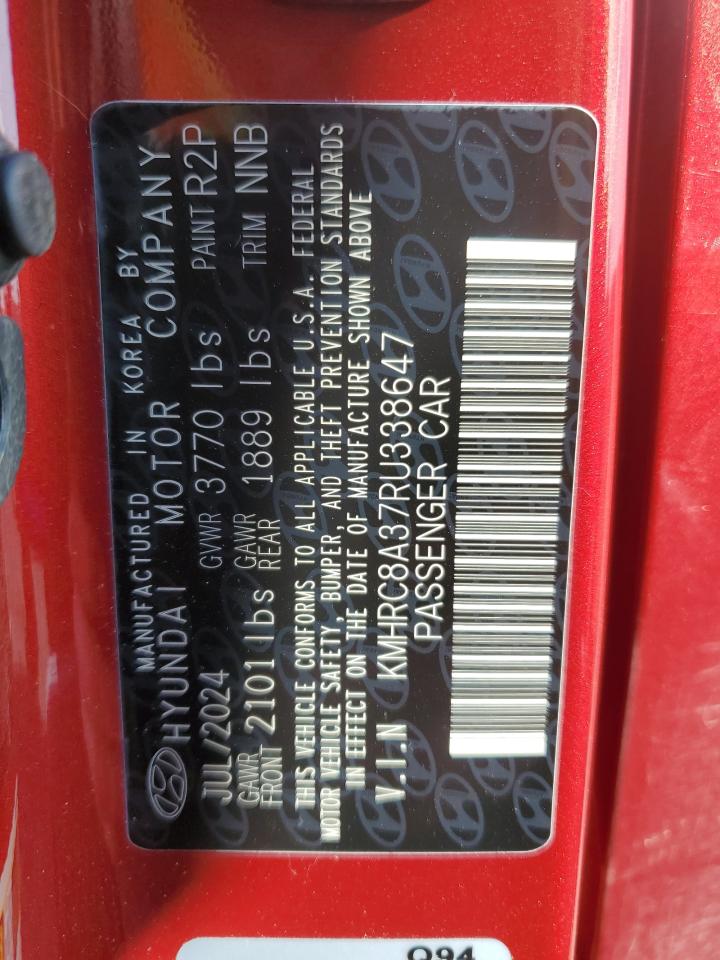 MANUFACTURED IN KOREA BY
HYUNDAI MOTOR COMPANY
JUL/2024 GVWR 3770 lbs PAINT R2P
GAWR FRONT 2101 lbs GAWR REAR 1889 lbs TRIM NNB
THIS VEHICLE CONFORMS TO ALL APPLICABLE U.S.A. FEDERAL
MOTOR VEHICLE SAFETY, BUMPER, AND THEFT PREVENTION STANDARDS
IN EFFECT ON THE DATE OF MANUFACTURE SHOWN ABOVE
V.I.N KMHRC8A37RU338647
PASSENGER CAR